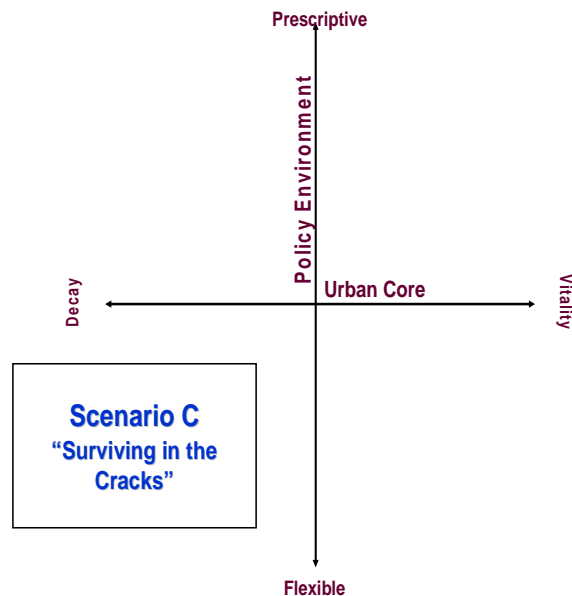 Prescriptive
Policy Environment
Urban Core
Decay
Vitality
Scenario C
“Surviving in the
Cracks”
Flexible